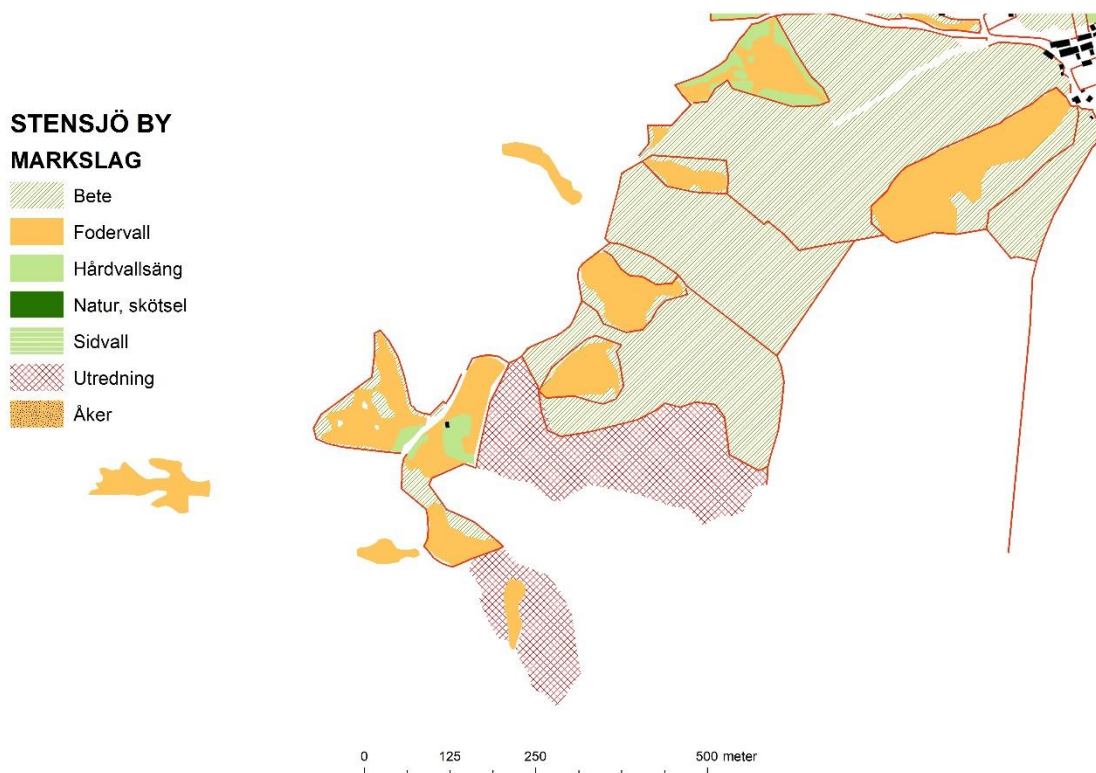 STENSJÖ BY
MARKSLAG
Bete
Fodervall
Hårdvallsäng
Natur, skötsel
Sidvall
Utredning
Åker
0 125 250 500 meter